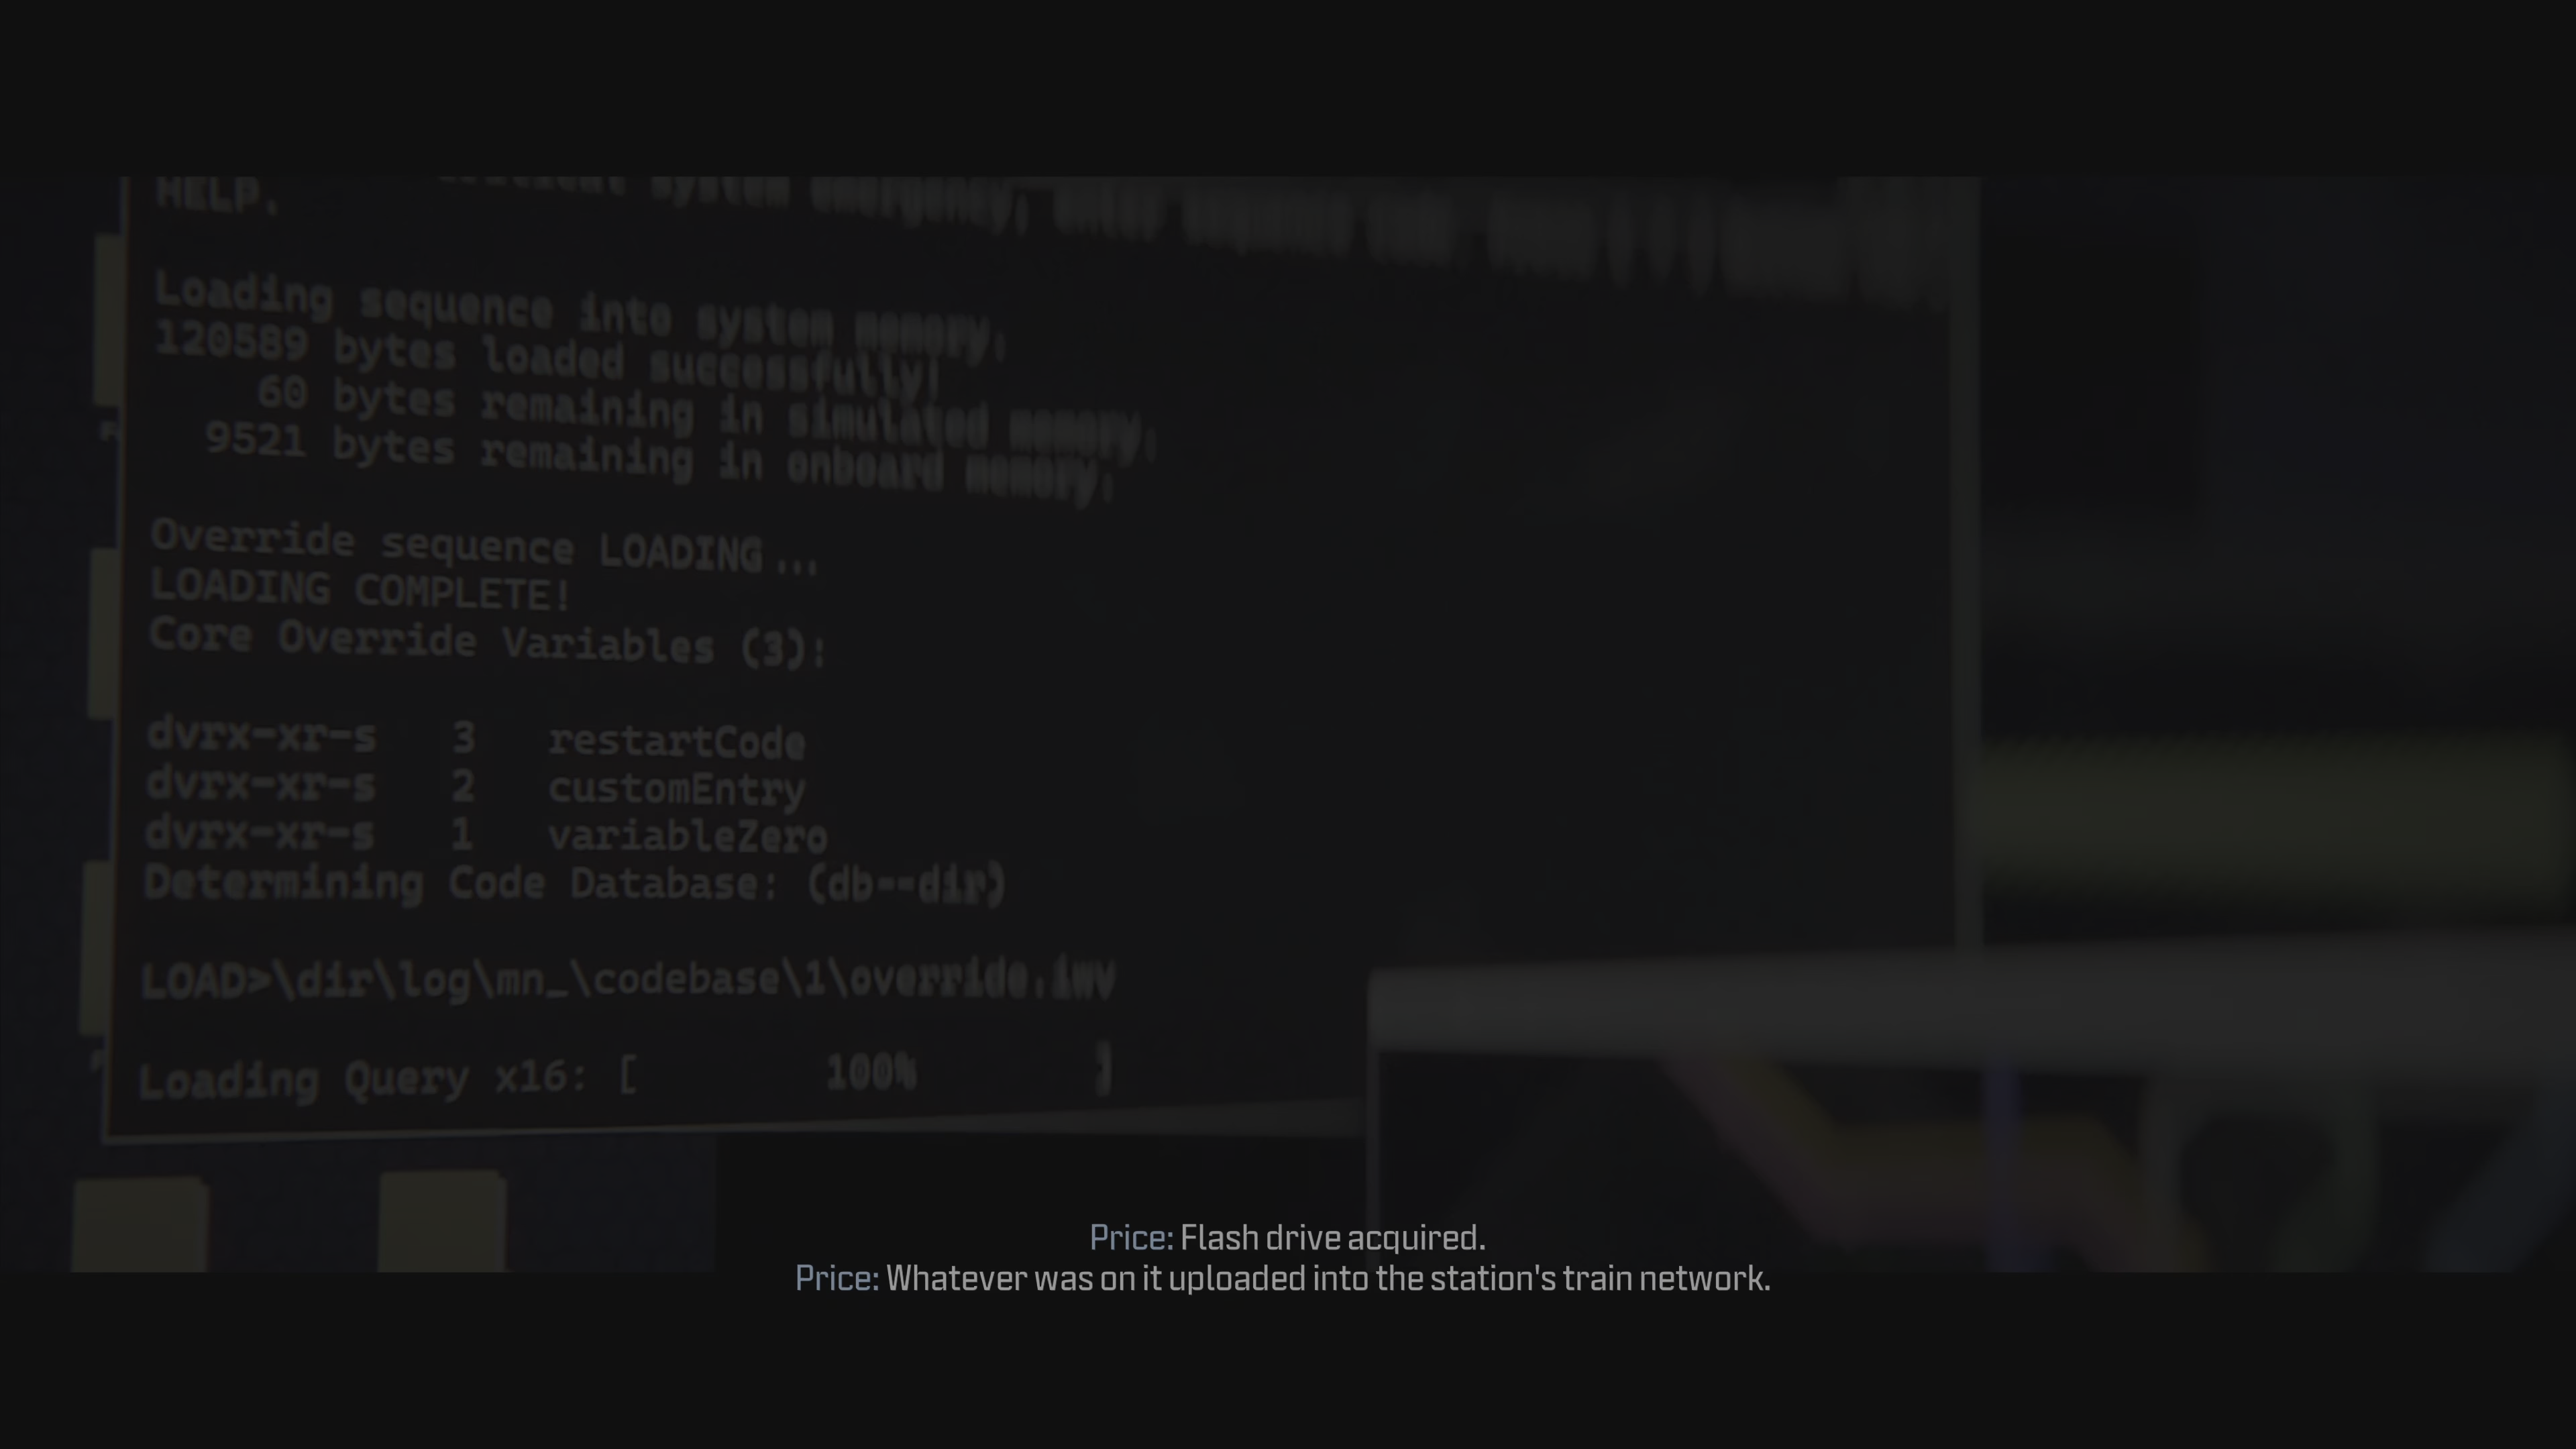 HELP.
system emergency,
Loading sequence into system memory.
120589 bytes loaded successfully!
60 bytes remaining in simulated memory.
9521 bytes remaining in onboard memory.
Override sequence LOADING...
LOADING COMPLETE!
Core Override Variables (3):
dvrx-xr-s 3 restartCode
dvrx-xr-s 2 customEntry
dvrx-xr-s 1 variableZero
Determining Code Database: (db--dir)
LOAD>\dir\log\mn_\codebase\1\override.iwv
Loading Query x16: [ 100% ]
Price: Flash drive acquired.
Price: Whatever was on it uploaded into the station's train network.